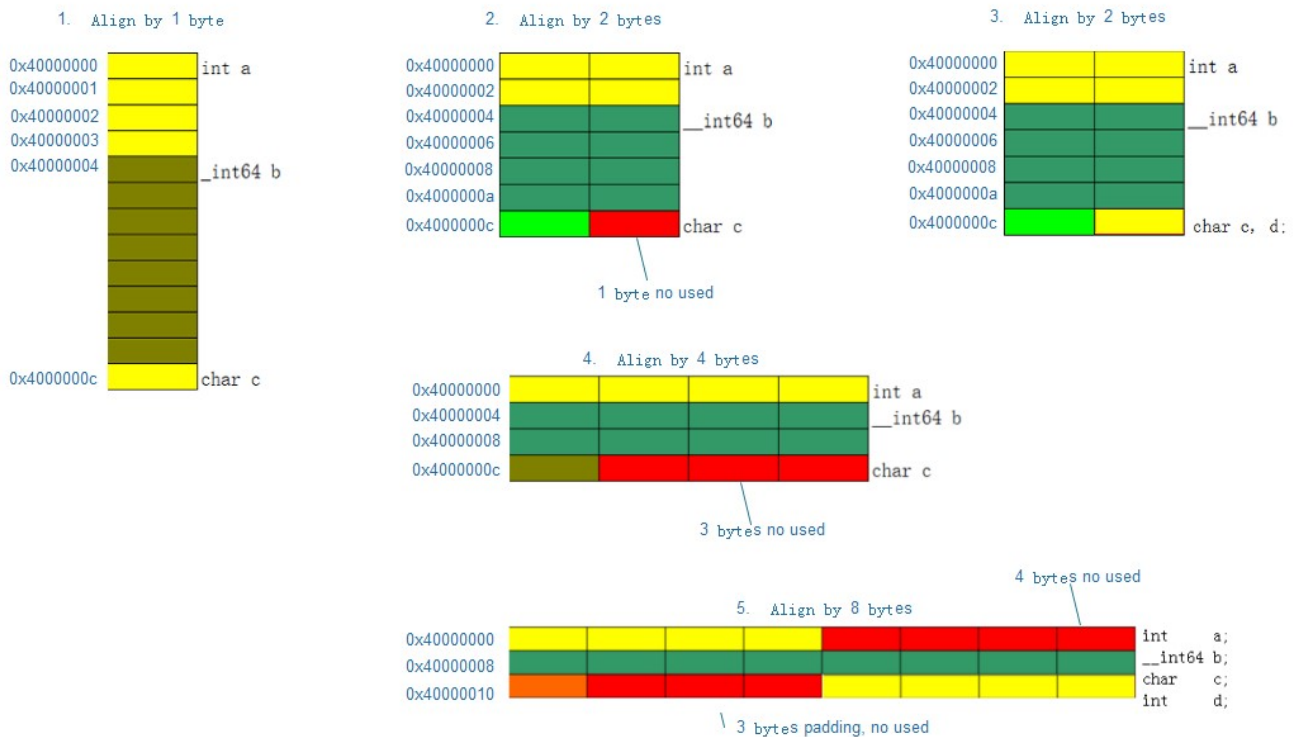 1. Align by 1 byte
0x40000000 int a
0x40000001
0x40000002
0x40000003
0x40000004 _int64 b
0x4000000c char c
2. Align by 2 bytes
0x40000000 int a
0x40000002
0x40000004 __int64 b
0x40000006
0x40000008
0x4000000a
0x4000000c char c
1 byte no used
3. Align by 2 bytes
0x40000000 int a
0x40000002
0x40000004 __int64 b
0x40000006
0x40000008
0x4000000a
0x4000000c char c, d;
4. Align by 4 bytes
0x40000000 int a
0x40000004 __int64 b
0x40000008
0x4000000c char c
3 bytes no used
4 bytes no used
5. Align by 8 bytes
0x40000000 int a;
0x40000008 __int64 b;
0x40000010 char c;
int d;
3 bytes padding, no used